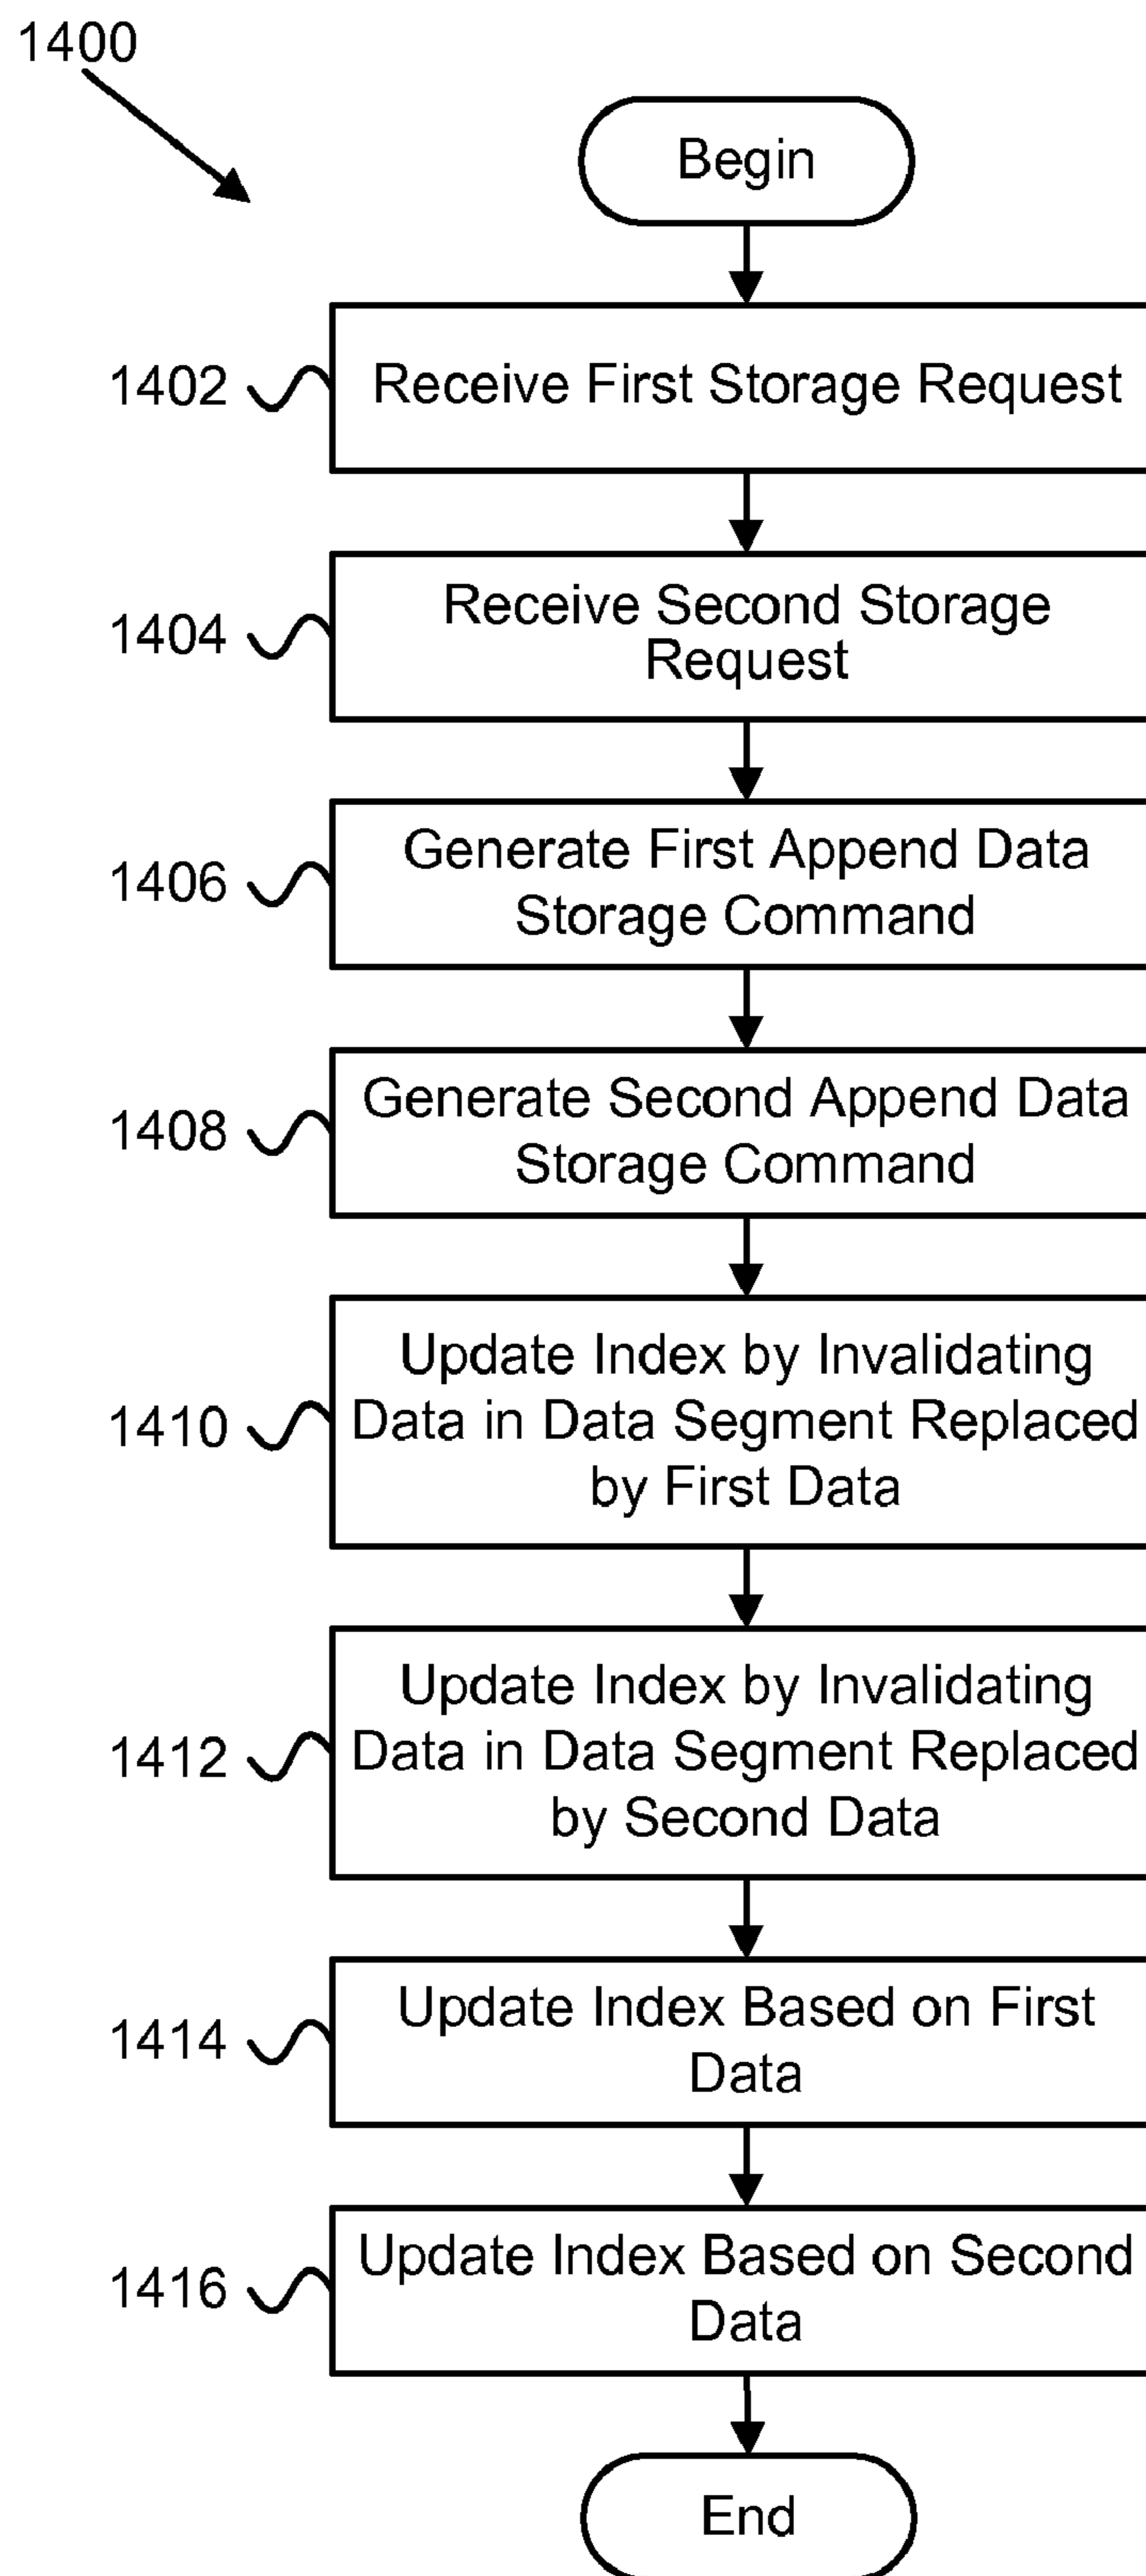 1400
Begin
1402
Receive First Storage Request
1404
Receive Second Storage
Request
1406
Generate First Append Data
Storage Command
1408
Generate Second Append Data
Storage Command
1410
Update Index by Invalidating
Data in Data Segment Replaced
by First Data
1412
Update Index by Invalidating
Data in Data Segment Replaced
by Second Data
1414
Update Index Based on First
Data
1416
Update Index Based on Second
Data
End